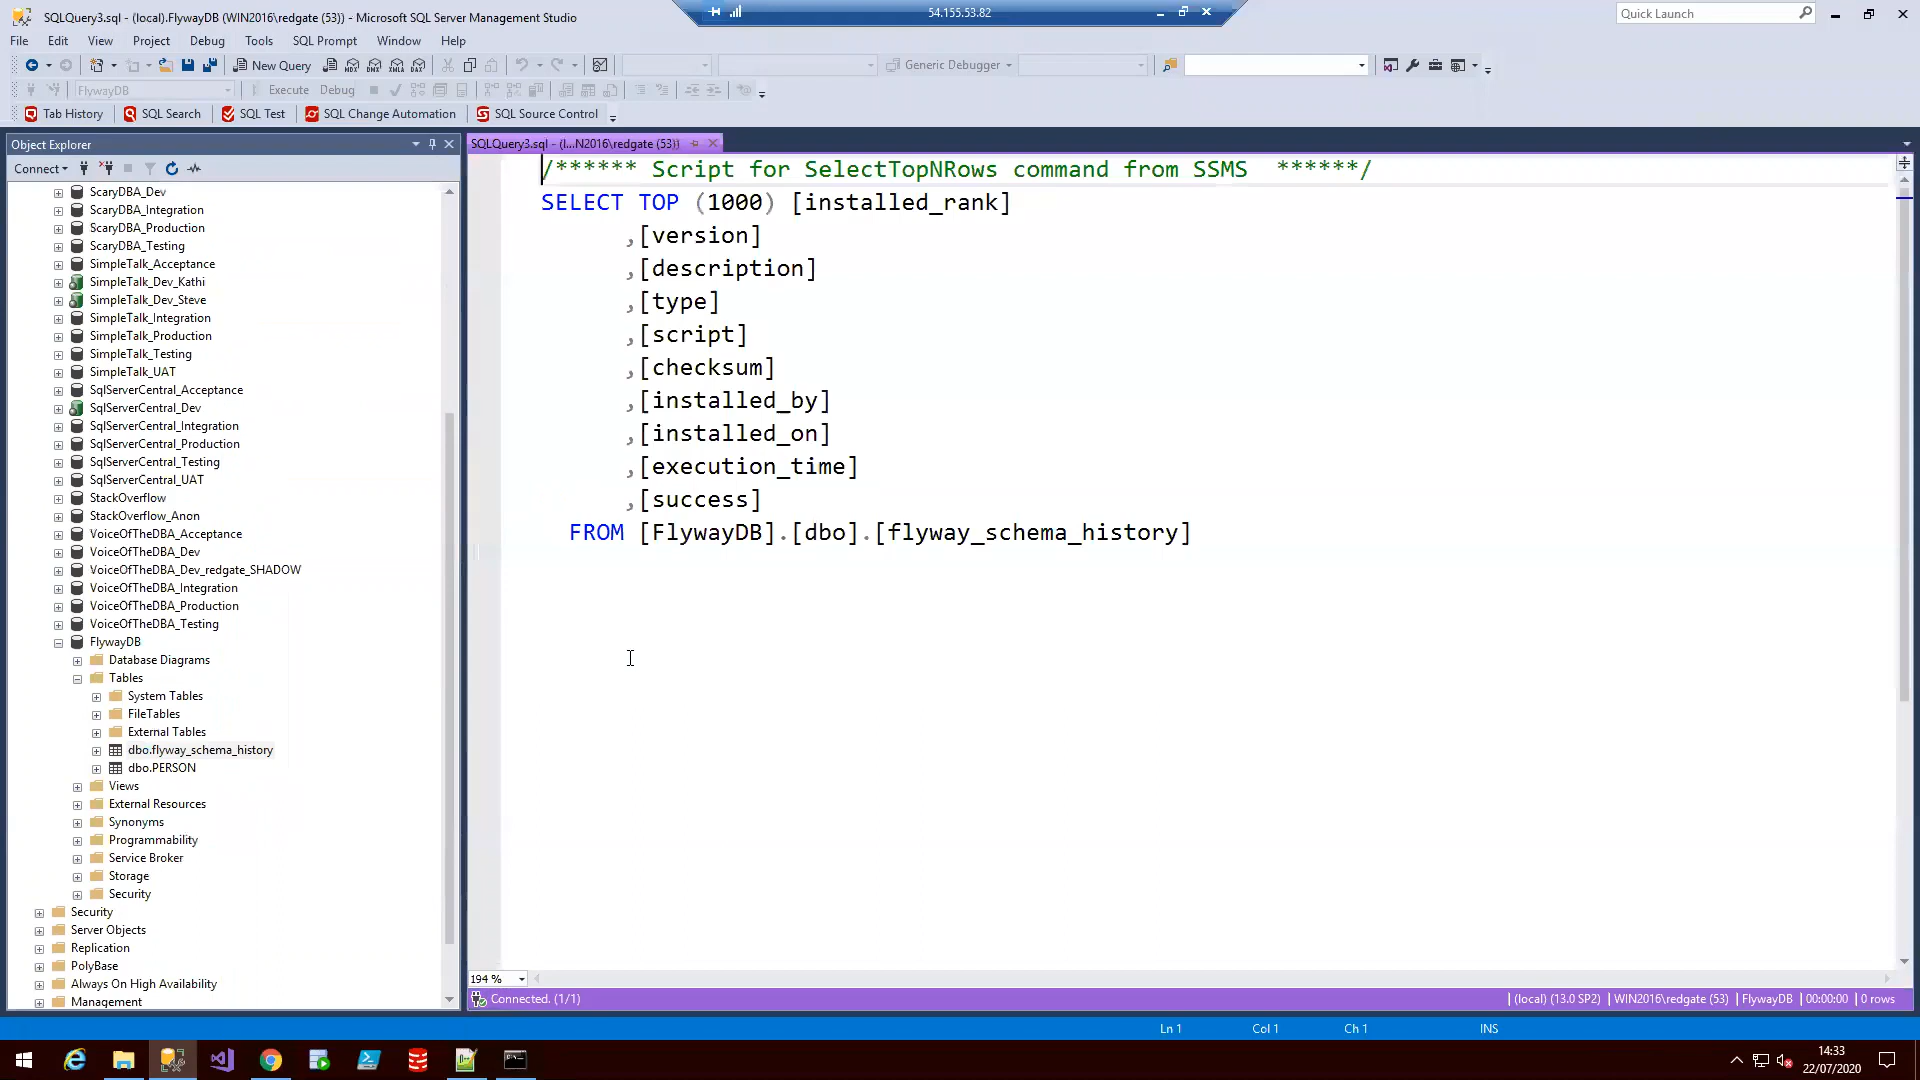 SQLQuery3.sql - (local).FlywayDB (WIN2016\redgate (53)) - Microsoft SQL Server Management Studio
54.155.53.82
Quick Launch
File Edit View Project Debug Tools SQL Prompt Window Help
New Query
Generic Debugger
FlywayDB
Execute Debug
Tab History SQL Search SQL Test SQL Change Automation SQL Source Control
Object Explorer
Connect
ScaryDBA_Dev
ScaryDBA_Integration
ScaryDBA_Production
ScaryDBA_Testing
SimpleTalk_Acceptance
SimpleTalk_Dev_Kathi
SimpleTalk_Dev_Steve
SimpleTalk_Integration
SimpleTalk_Production
SimpleTalk_Testing
SimpleTalk_UAT
SqlServerCentral_Acceptance
SqlServerCentral_Dev
SqlServerCentral_Integration
SqlServerCentral_Production
SqlServerCentral_Testing
SqlServerCentral_UAT
StackOverflow
StackOverflow_Anon
VoiceOfTheDBA_Acceptance
VoiceOfTheDBA_Dev
VoiceOfTheDBA_Dev_redgate_SHADOW
VoiceOfTheDBA_Integration
VoiceOfTheDBA_Production
VoiceOfTheDBA_Testing
FlywayDB
Database Diagrams
Tables
System Tables
FileTables
External Tables
dbo.flyway_schema_history
dbo.PERSON
Views
External Resources
Synonyms
Programmability
Service Broker
Storage
Security
Security
Server Objects
Replication
PolyBase
Always On High Availability
Management
SQLQuery3.sql - (l...N2016\redgate (53))
/****** Script for SelectTopNRows command from SSMS ******/
SELECT TOP (1000) [installed_rank]
,[version]
,[description]
,[type]
,[script]
,[checksum]
,[installed_by]
,[installed_on]
,[execution_time]
,[success]
FROM [FlywayDB].[dbo].[flyway_schema_history]
194 %
Connected. (1/1)
(local) (13.0 SP2) WIN2016\redgate (53) FlywayDB 00:00:00 0 rows
Ln 1 Col 1 Ch 1 INS
14:33
22/07/2020